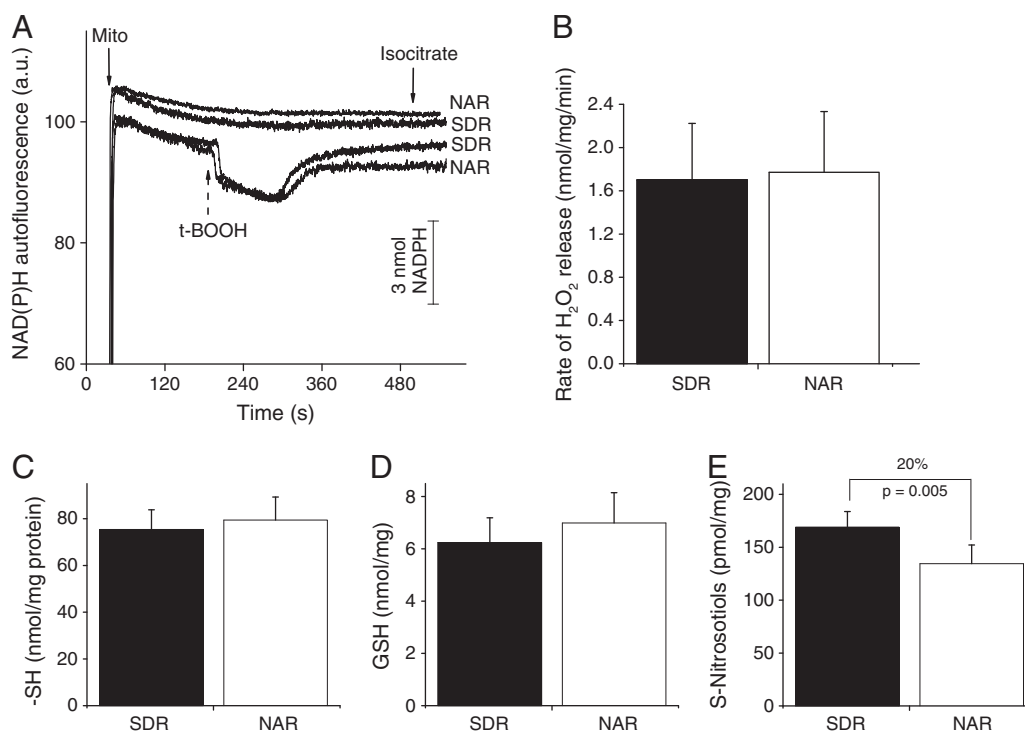 A
Mito
Isocitrate
NAR
SDR
SDR
NAR
t-BOOH
3 nmol
NADPH
NAD(P)H autofluorescence (a.u.)
100
80
60
0
120
240
360
480
Time (s)
B
Rate of H₂O₂ release (nmol/mg/min)
2.4
2.0
1.6
1.2
0.8
0.4
0.0
SDR
NAR
C
-SH (nmol/mg protein)
80
60
40
20
0
SDR
NAR
D
GSH (nmol/mg)
8
6
4
2
0
SDR
NAR
E
20%
p = 0.005
S-Nitrosotiols (pmol/mg)
200
150
100
50
0
SDR
NAR